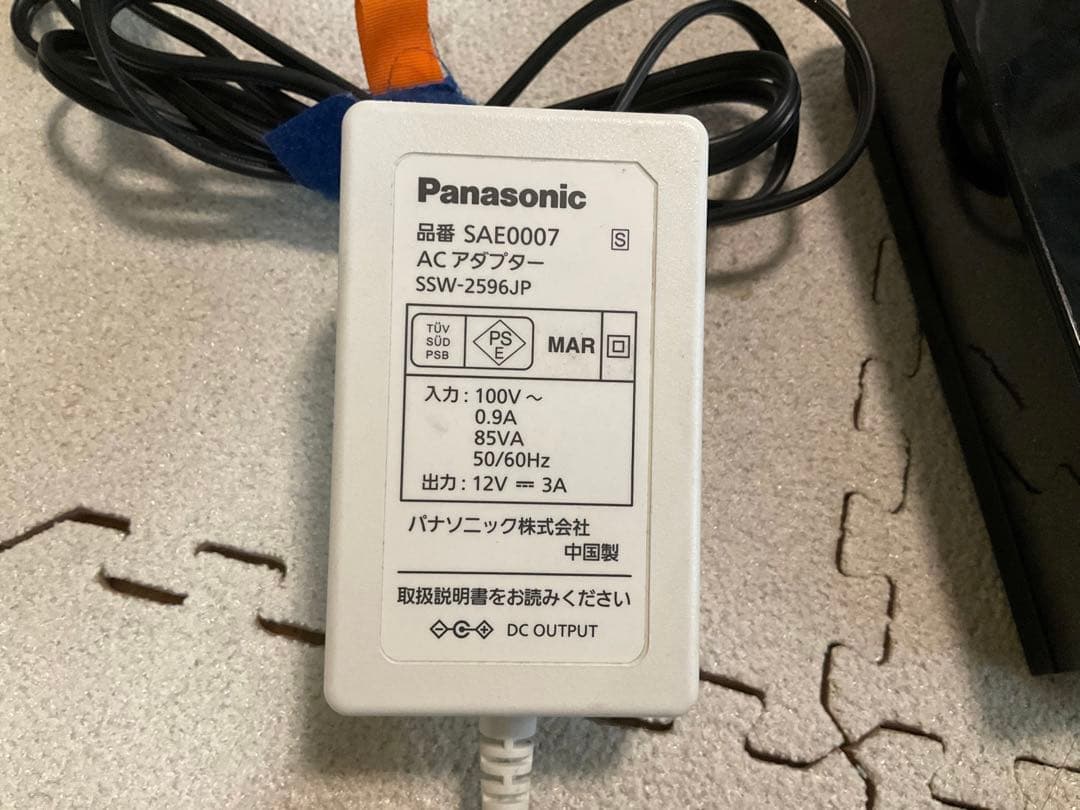 Panasonic
品番 SAE0007
S
ACアダプター
SSW-2596JP
TÜV
SÜD
PSB
PS
E
MAR
入力 : 100V ~
0.9A
85VA
50/60Hz
出力 : 12V ⎓ 3A
パナソニック株式会社
中国製
取扱説明書をお読みください
DC OUTPUT